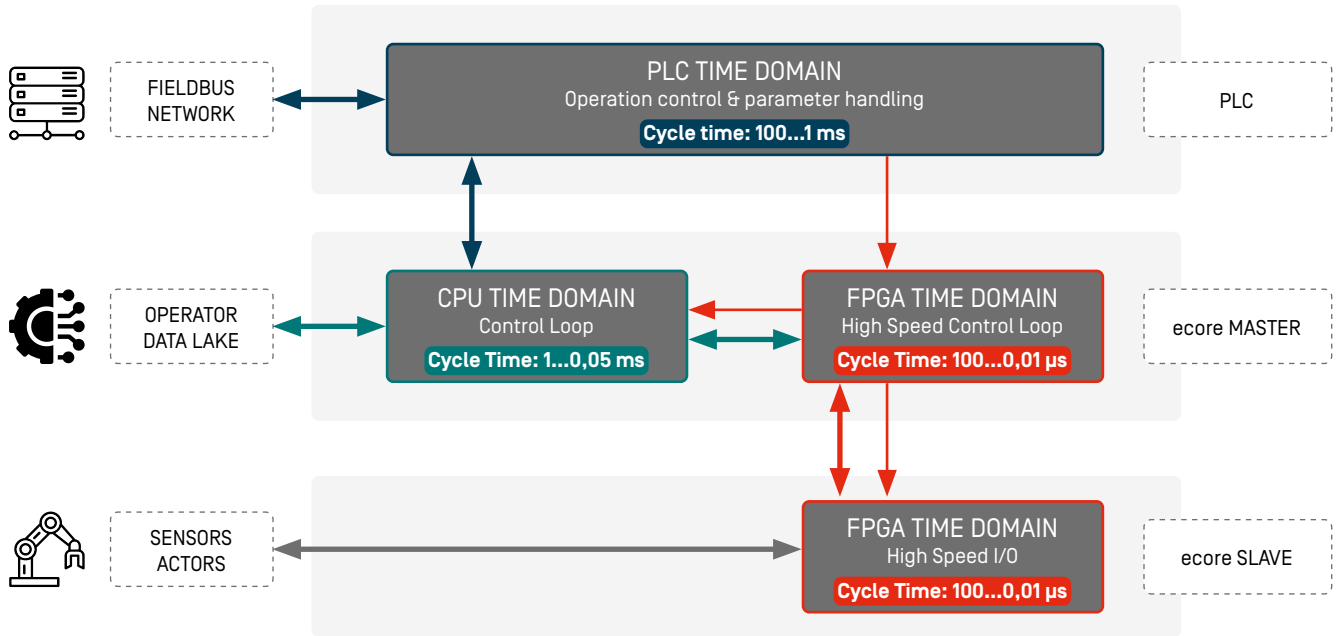 FIELDBUS
NETWORK
PLC TIME DOMAIN
Operation control & parameter handling
Cycle time: 100...1 ms
PLC
OPERATOR
DATA LAKE
CPU TIME DOMAIN
Control Loop
Cycle Time: 1...0,05 ms
FPGA TIME DOMAIN
High Speed Control Loop
Cycle Time: 100...0,01 µs
ecore MASTER
SENSORS
ACTORS
FPGA TIME DOMAIN
High Speed I/O
Cycle Time: 100...0,01 µs
ecore SLAVE